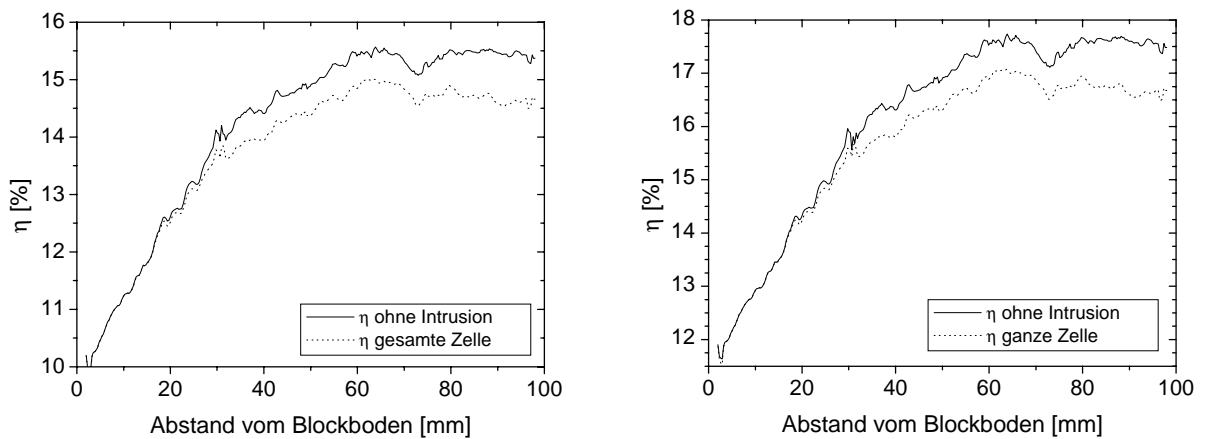 16
15
14
13
12
11
10
η [%]
0 20 40 60 80 100
Abstand vom Blockboden [mm]
η ohne Intrusion
η gesamte Zelle
18
17
16
15
14
13
12
η [%]
0 20 40 60 80 100
Abstand vom Blockboden [mm]
η ohne Intrusion
η ganze Zelle